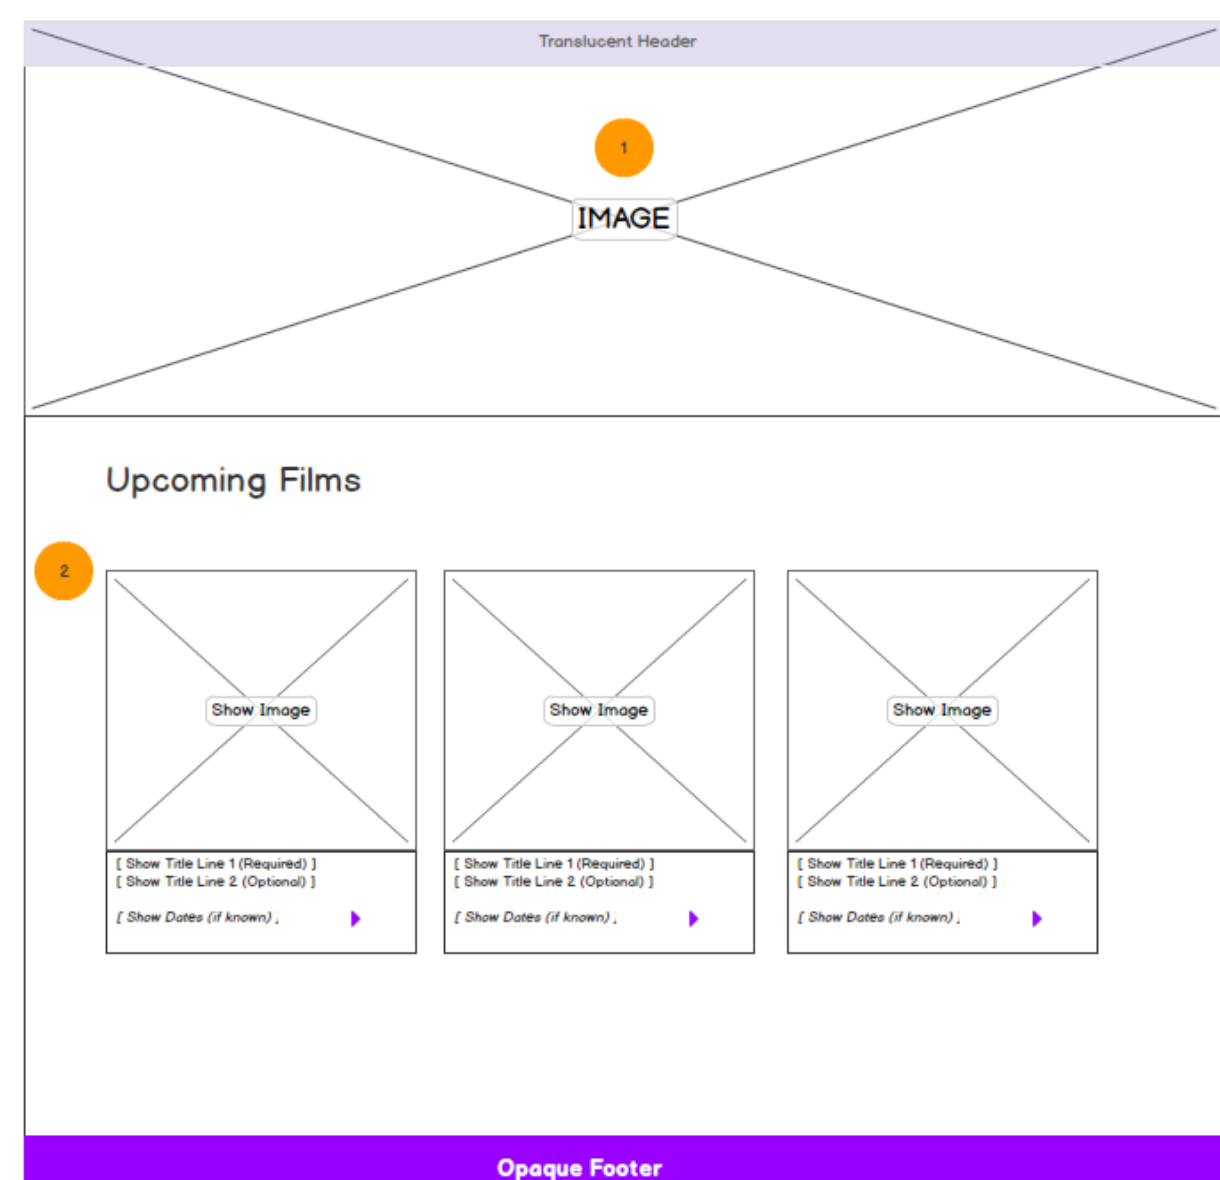 Translucent Header
1
IMAGE
Upcoming Films
2
Show Image
Show Image
Show Image
[ Show Title Line 1 (Required) ]
[ Show Title Line 2 (Optional) ]
[ Show Dates (if known) ]
[ Show Title Line 1 (Required) ]
[ Show Title Line 2 (Optional) ]
[ Show Dates (if known) ]
[ Show Title Line 1 (Required) ]
[ Show Title Line 2 (Optional) ]
[ Show Dates (if known) ]
Opaque Footer